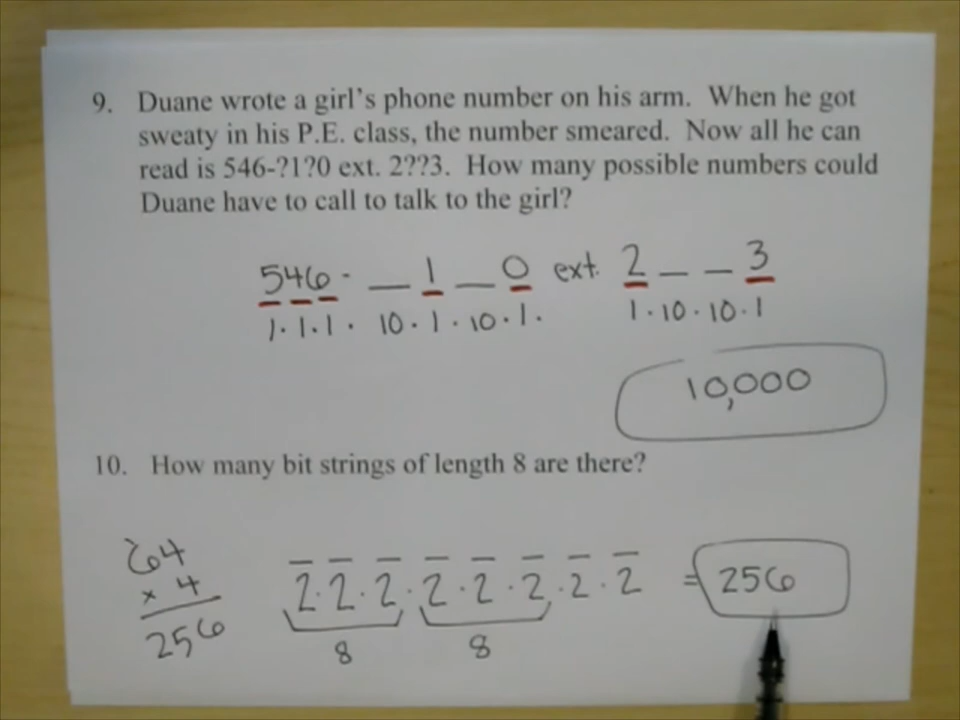 9. Duane wrote a girl's phone number on his arm. When he got
sweaty in his P.E. class, the number smeared. Now all he can
read is 546-?1?0 ext. 2??3. How many possible numbers could
Duane have to call to talk to the girl?
546 - _ 1 _ 0 ext. 2 _ _ 3
1 · 1 · 1 · 10 · 1 · 10 · 1 · 1 · 10 · 10 · 1
10,000
10. How many bit strings of length 8 are there?
64
× 4
256
2 · 2 · 2 · 2 · 2 · 2 · 2 · 2 = 256
8 8